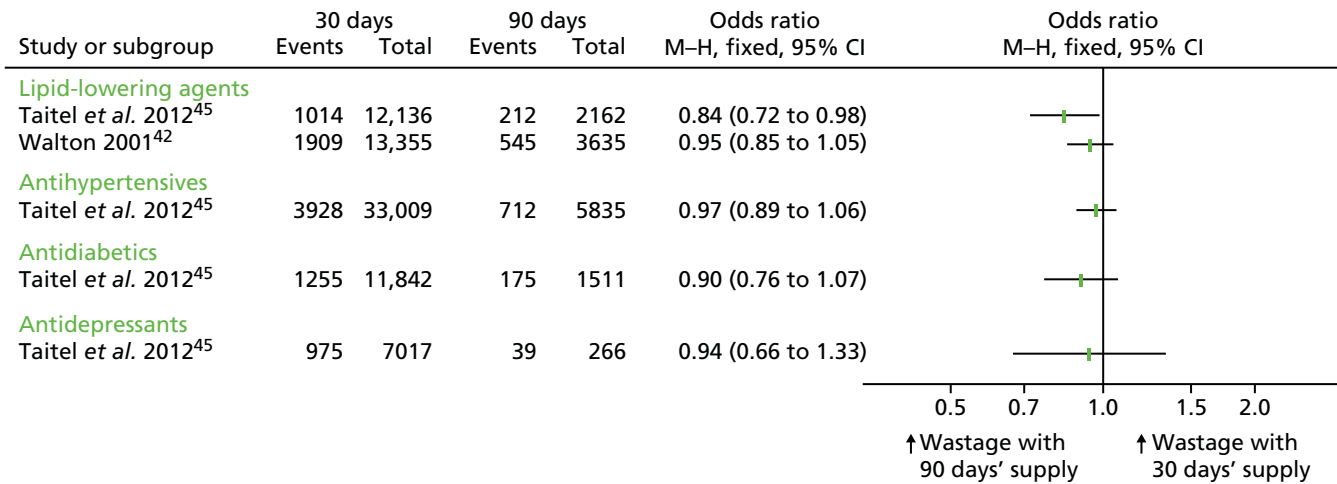 30 days 90 days Odds ratio Odds ratio
Study or subgroup Events Total Events Total M–H, fixed, 95% CI M–H, fixed, 95% CI
Lipid-lowering agents
Taitel et al. 2012⁴⁵ 1014 12,136 212 2162 0.84 (0.72 to 0.98)
Walton 2001⁴² 1909 13,355 545 3635 0.95 (0.85 to 1.05)
Antihypertensives
Taitel et al. 2012⁴⁵ 3928 33,009 712 5835 0.97 (0.89 to 1.06)
Antidiabetics
Taitel et al. 2012⁴⁵ 1255 11,842 175 1511 0.90 (0.76 to 1.07)
Antidepressants
Taitel et al. 2012⁴⁵ 975 7017 39 266 0.94 (0.66 to 1.33)
0.5 0.7 1.0 1.5 2.0
↑Wastage with ↑Wastage with
90 days’ supply 30 days’ supply